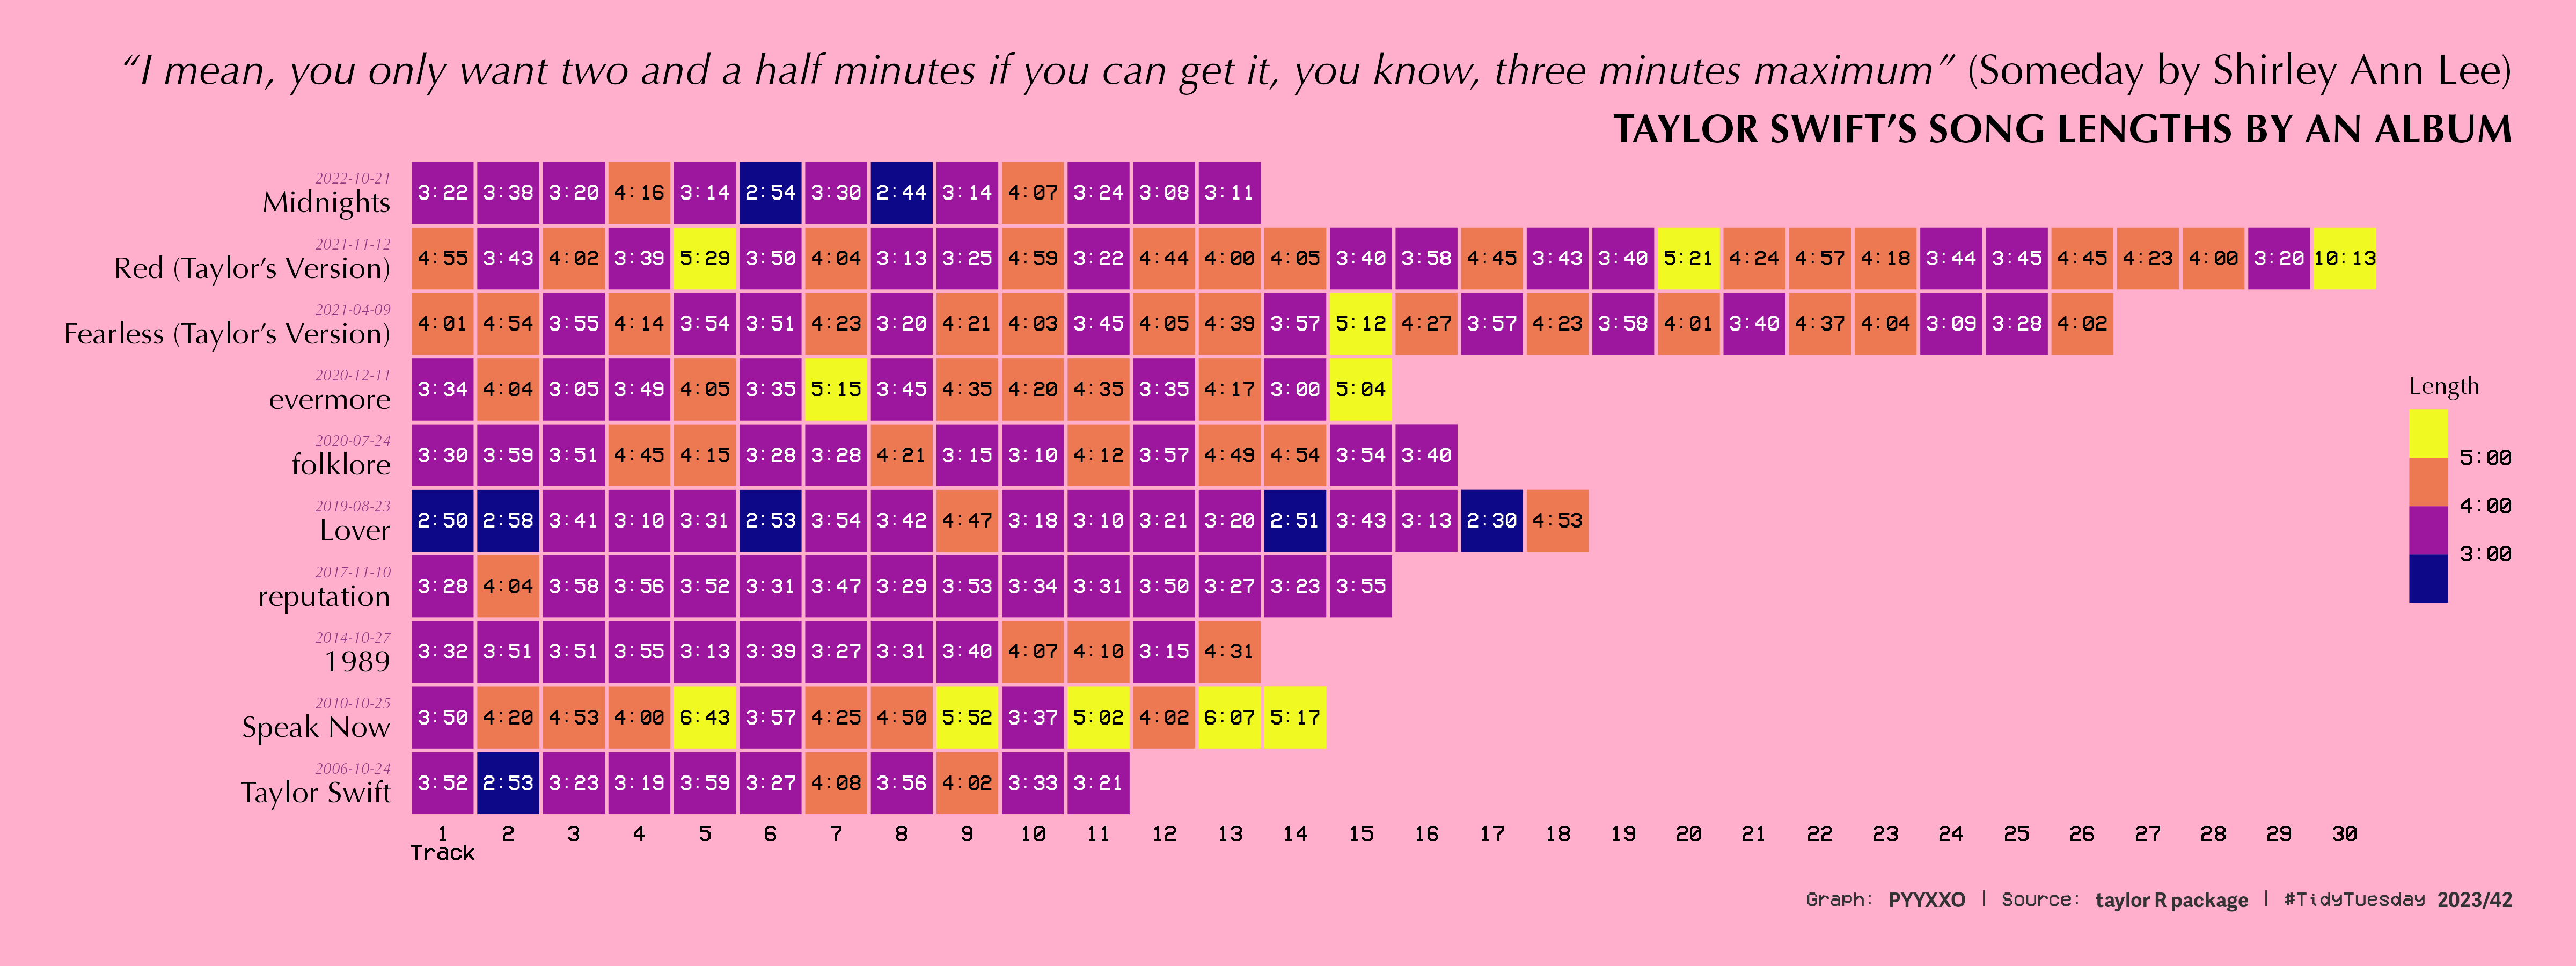 “I mean, you only want two and a half minutes if you can get it, you know, three minutes maximum” (Someday by Shirley Ann Lee)
TAYLOR SWIFT’S SONG LENGTHS BY AN ALBUM
2022-10-21
Midnights 3:22 3:38 3:20 4:16 3:14 2:54 3:30 2:44 3:14 4:07 3:24 3:08 3:11
2021-11-12
Red (Taylor’s Version) 4:55 3:43 4:02 3:39 5:29 3:50 4:04 3:13 3:25 4:59 3:22 4:44 4:00 4:05 3:40 3:58 4:45 3:43 3:40 5:21 4:24 4:57 4:18 3:44 3:45 4:45 4:23 4:00 3:20 10:13
2021-04-09
Fearless (Taylor’s Version) 4:01 4:54 3:55 4:14 3:54 3:51 4:23 3:20 4:21 4:03 3:45 4:05 4:39 3:57 5:12 4:27 3:57 4:23 3:58 4:01 3:40 4:37 4:04 3:09 3:28 4:02
2020-12-11
evermore 3:34 4:04 3:05 3:49 4:05 3:35 5:15 3:45 4:35 4:20 4:35 3:35 4:17 3:00 5:04
2020-07-24
folklore 3:30 3:59 3:51 4:45 4:15 3:28 3:28 4:21 3:15 3:10 4:12 3:57 4:49 4:54 3:54 3:40
2019-08-23
Lover 2:50 2:58 3:41 3:10 3:31 2:53 3:54 3:42 4:47 3:18 3:10 3:21 3:20 2:51 3:43 3:13 2:30 4:53
2017-11-10
reputation 3:28 4:04 3:58 3:56 3:52 3:31 3:47 3:29 3:53 3:34 3:31 3:50 3:27 3:23 3:55
2014-10-27
1989 3:32 3:51 3:51 3:55 3:13 3:39 3:27 3:31 3:40 4:07 4:10 3:15 4:31
2010-10-25
Speak Now 3:50 4:20 4:53 4:00 6:43 3:57 4:25 4:50 5:52 3:37 5:02 4:02 6:07 5:17
2006-10-24
Taylor Swift 3:52 2:53 3:23 3:19 3:59 3:27 4:08 3:56 4:02 3:33 3:21
1 2 3 4 5 6 7 8 9 10 11 12 13 14 15 16 17 18 19 20 21 22 23 24 25 26 27 28 29 30
Track
Length
5:00
4:00
3:00
Graph: PYYXXO | Source: taylor R package | #TidyTuesday 2023/42